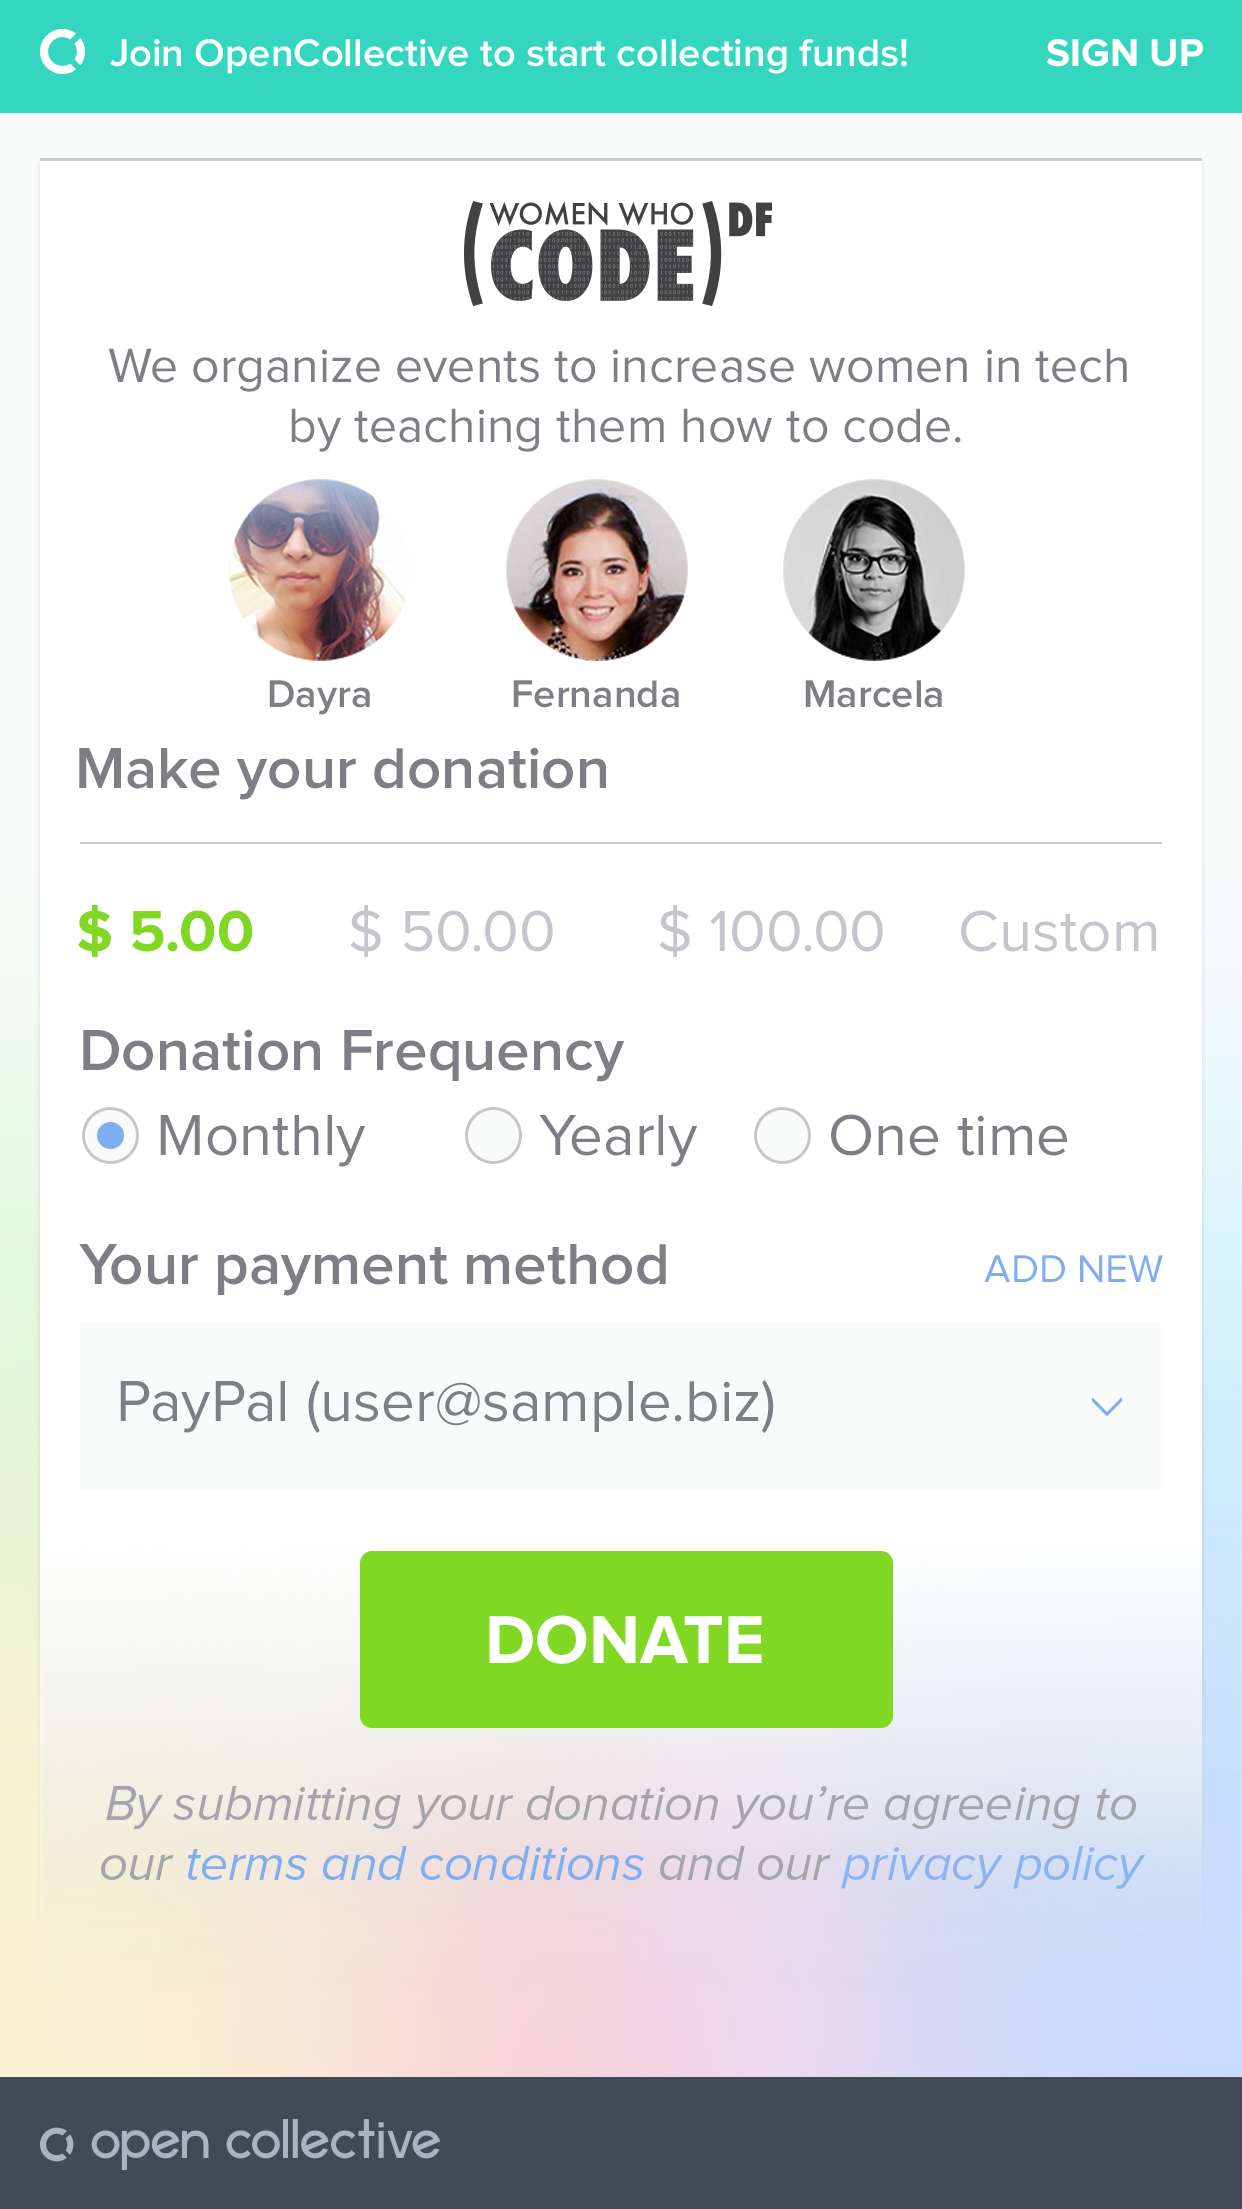 Join OpenCollective to start collecting funds!
SIGN UP
WOMEN WHO
(CODE) DF
We organize events to increase women in tech
by teaching them how to code.
Dayra Fernanda Marcela
Make your donation
$ 5.00 $ 50.00 $ 100.00 Custom
Donation Frequency
Monthly Yearly One time
Your payment method ADD NEW
PayPal (user@sample.biz)
DONATE
By submitting your donation you’re agreeing to
our terms and conditions and our privacy policy
open collective